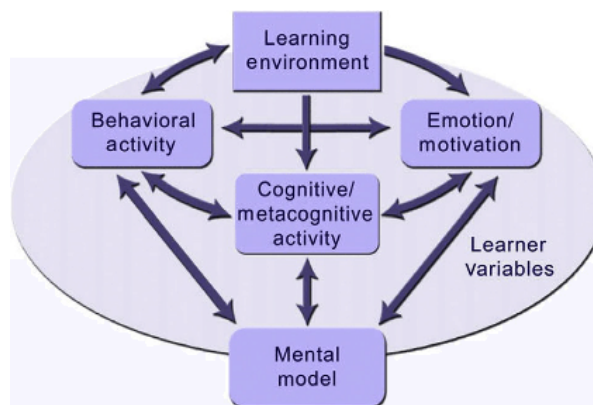 Learning
environment
Behavioral
activity
Emotion/
motivation
Cognitive/
metacognitive
activity
Learner
variables
Mental
model